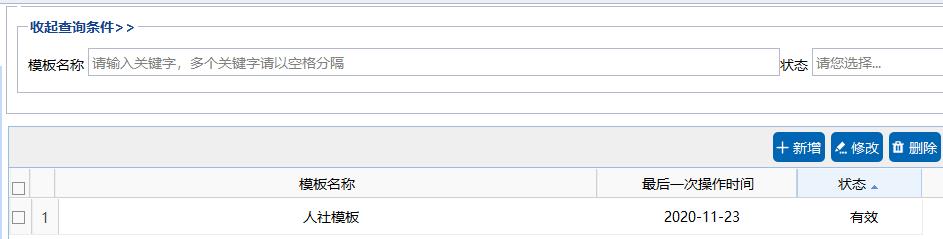 收起查询条件>>
模板名称 请输入关键字，多个关键字请以空格分隔 状态 请您选择...
新增 修改 删除
模板名称 最后一次操作时间 状态
1 人社模板 2020-11-23 有效